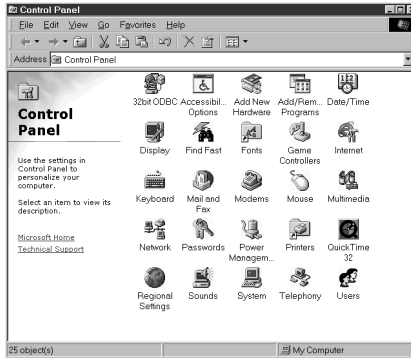 Control Panel
File Edit View Go Favorites Help
Address Control Panel
Control
Panel
Use the settings in
Control Panel to
personalize your
computer.
Select an item to view its
description.
Microsoft Home
Technical Support
32bit ODBC Accessibil... Add New Add/Rem... Date/Time
Options Hardware Programs
Display Find Fast Fonts Game Internet
Controllers
Keyboard Mail and Modems Mouse Multimedia
Fax
Network Passwords Power Printers QuickTime
Managem... 32
Regional Sounds System Telephony Users
Settings
25 object(s) My Computer